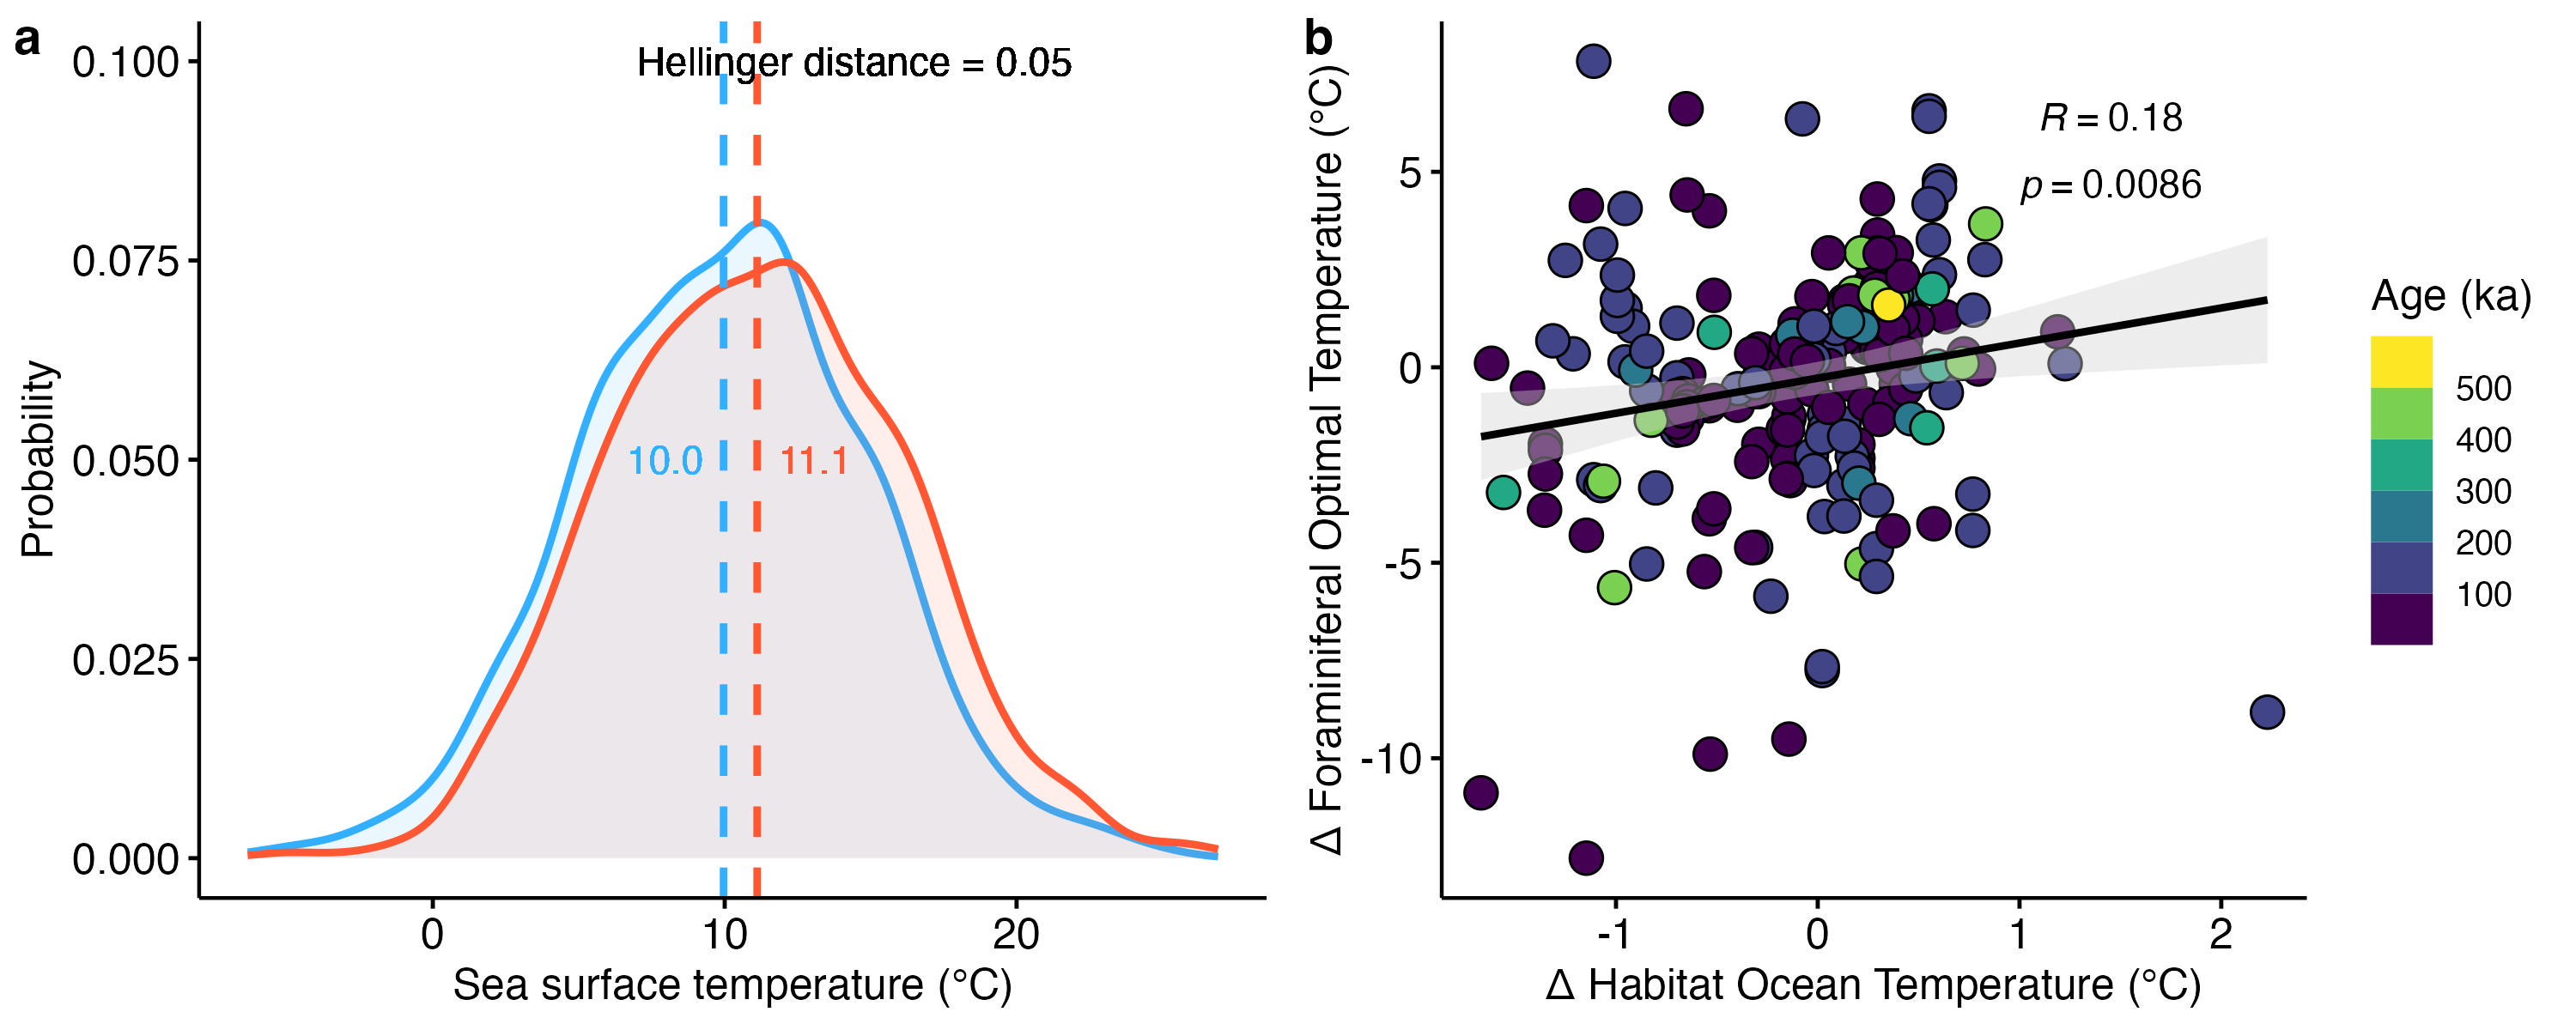 a
Hellinger distance = 0.05
0.100
0.075
0.050
0.025
0.000
Probability
10.0
11.1
0
10
20
Sea surface temperature (°C)
b
R = 0.18
p = 0.0086
5
0
-5
-10
Δ Foraminiferal Optimal Temperature (°C)
-1
0
1
2
Δ Habitat Ocean Temperature (°C)
Age (ka)
500
400
300
200
100